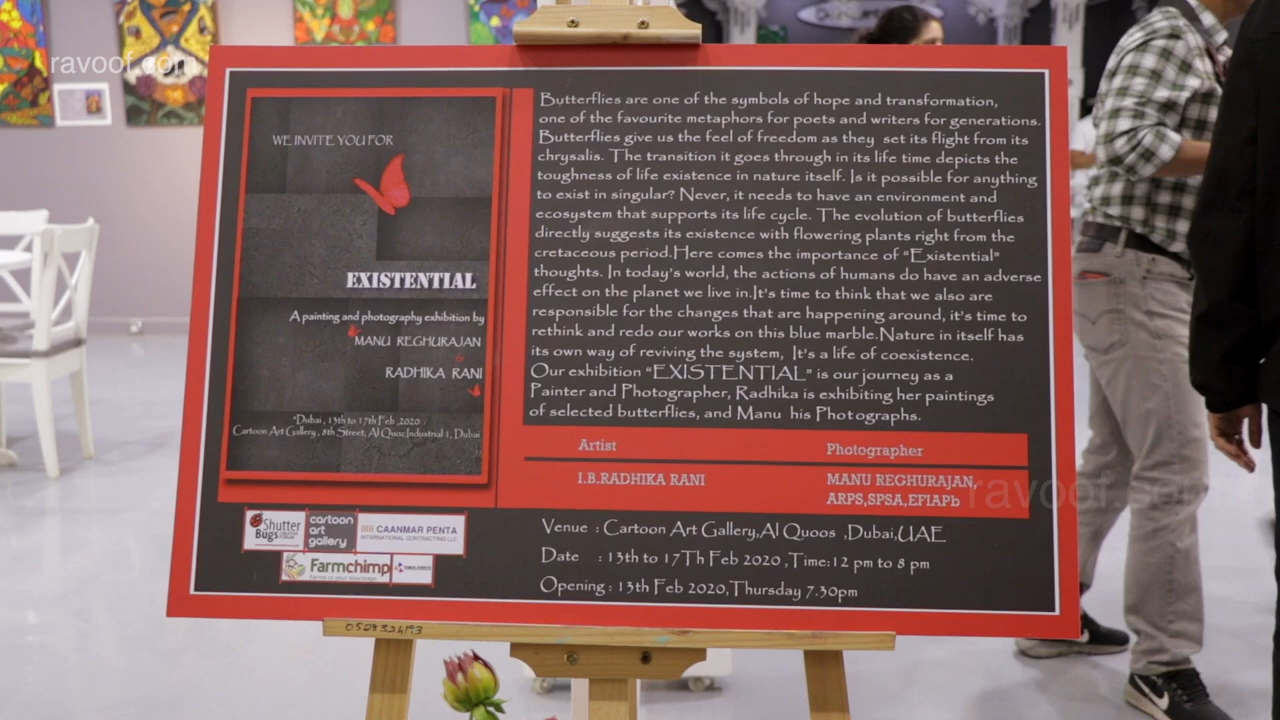 ravoof.com
WE INVITE YOU FOR
EXISTENTIAL
A painting and photography exhibition by
MANU REGHURAJAN
RADHIKA RANI
Dubai , 13th to 17th Feb ,2020
Cartoon Art Gallery , 8th Street, Al Quoz Industrial 1, Dubai
Butterflies are one of the symbols of hope and transformation,
one of the favourite metaphors for poets and writers for generations.
Butterflies give us the feel of freedom as they set its flight from its
chrysalis. The transition it goes through in its life time depicts the
toughness of life existence in nature itself. Is it possible for anything
to exist in singular? Never, it needs to have an environment and
ecosystem that supports its life cycle. The evolution of butterflies
directly suggests its existence with flowering plants right from the
cretaceous period.Here comes the importance of “Existential”
thoughts. In today's world, the actions of humans do have an adverse
effect on the planet we live in.It's time to think that we also are
responsible for the changes that are happening around, it's time to
rethink and redo our works on this blue marble.Nature in itself has
its own way of reviving the system, It's a life of coexistence.
Our exhibition “EXISTENTIAL” is our journey as a
Painter and Photographer, Radhika is exhibiting her paintings
of selected butterflies, and Manu his Photographs.
Artist Photographer
I.B.RADHIKA RANI MANU REGHURAJAN,
ARPS,SPSA,EFIAPb
ravoof.com
Shutter
Bugs
cartoon
art
gallery
CAANMAR PENTA
INTERNATIONAL CONTRACTING LLC
Farmchimp
Farms to your doorsteps
Venue : Cartoon Art Gallery,Al Quoos ,Dubai,UAE
Date : 13th to 17Th Feb 2020 ,Time:12 pm to 8 pm
Opening : 13th Feb 2020,Thursday 7.30pm